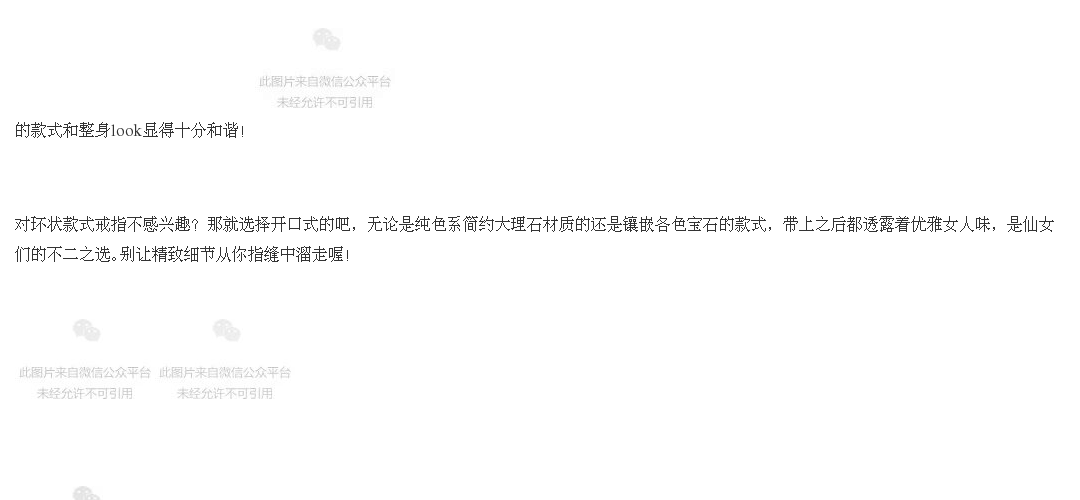 此图片来自微信公众平台
未经允许不可引用
的款式和整身look显得十分和谐！
对环状款式戒指不感兴趣？那就选择开口式的吧，无论是纯色系简约大理石材质的还是镶嵌各色宝石的款式，带上之后都透露着优雅女人味，是仙女
们的不二之选。别让精致细节从你指缝中溜走喔！
此图片来自微信公众平台 此图片来自微信公众平台
未经允许不可引用 未经允许不可引用